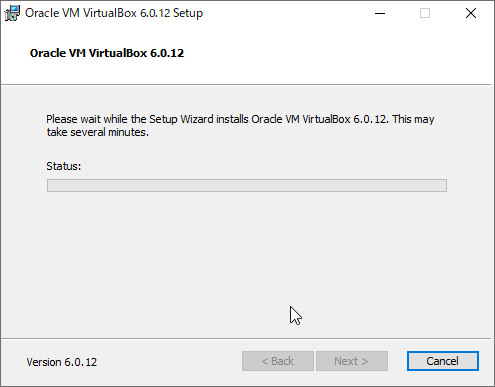 Oracle VM VirtualBox 6.0.12 Setup
Oracle VM VirtualBox 6.0.12
Please wait while the Setup Wizard installs Oracle VM VirtualBox 6.0.12. This may
take several minutes.
Status:
Version 6.0.12
< Back
Next >
Cancel